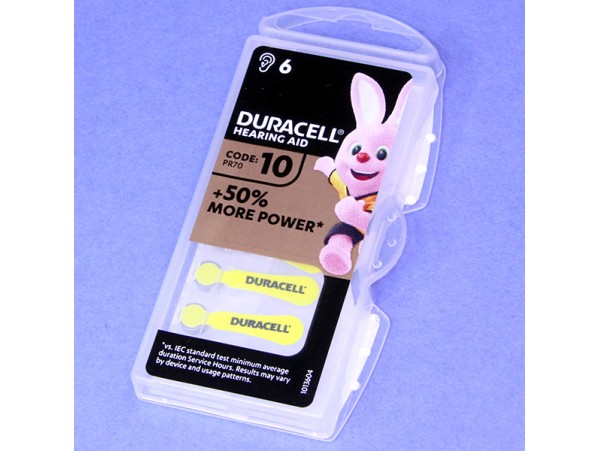 6
DURACELL®
HEARING AID
CODE: 10
PR70
+50%
MORE POWER*
DURACELL
DURACELL
*vs. IEC standard test minimum average
duration Service Hours. Results may vary
by device and usage patterns.
1013604